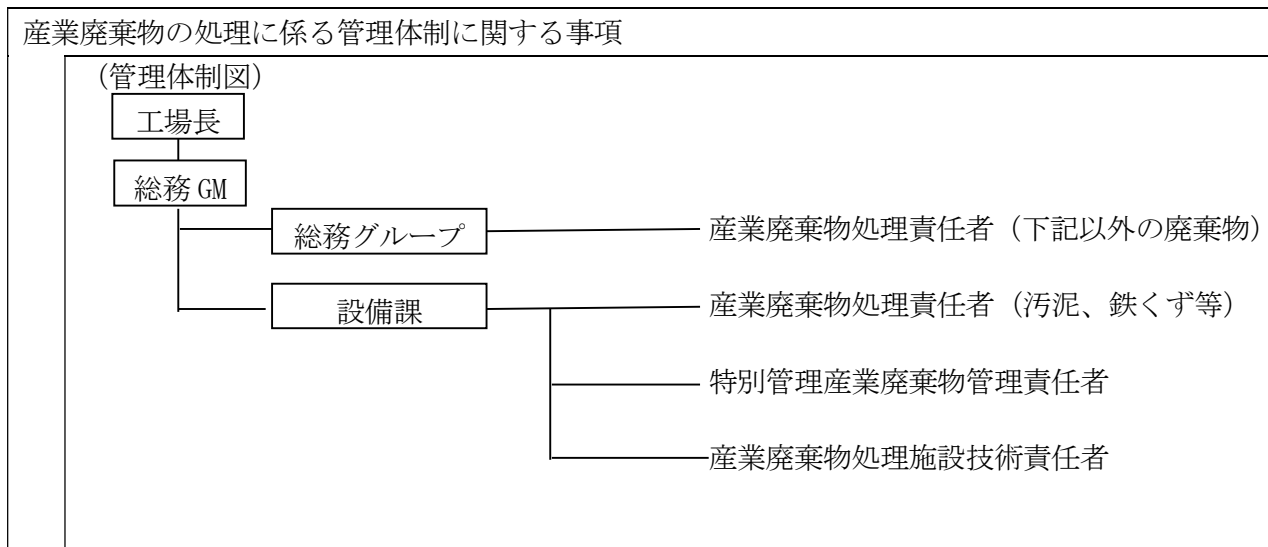 産業廃棄物の処理に係る管理体制に関する事項
（管理体制図）
工場長
総務 GM
総務グループ
産業廃棄物処理責任者（下記以外の廃棄物）
設備課
産業廃棄物処理責任者（汚泥、鉄くず等）
特別管理産業廃棄物管理責任者
産業廃棄物処理施設技術責任者